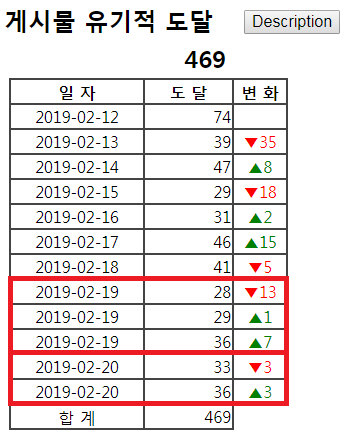 게시물 유기적 도달 Description
469
일 자 도 달 변 화
2019-02-12 74
2019-02-13 39 ▼35
2019-02-14 47 ▲8
2019-02-15 29 ▼18
2019-02-16 31 ▲2
2019-02-17 46 ▲15
2019-02-18 41 ▼5
2019-02-19 28 ▼13
2019-02-19 29 ▲1
2019-02-19 36 ▲7
2019-02-20 33 ▼3
2019-02-20 36 ▲3
합 계 469